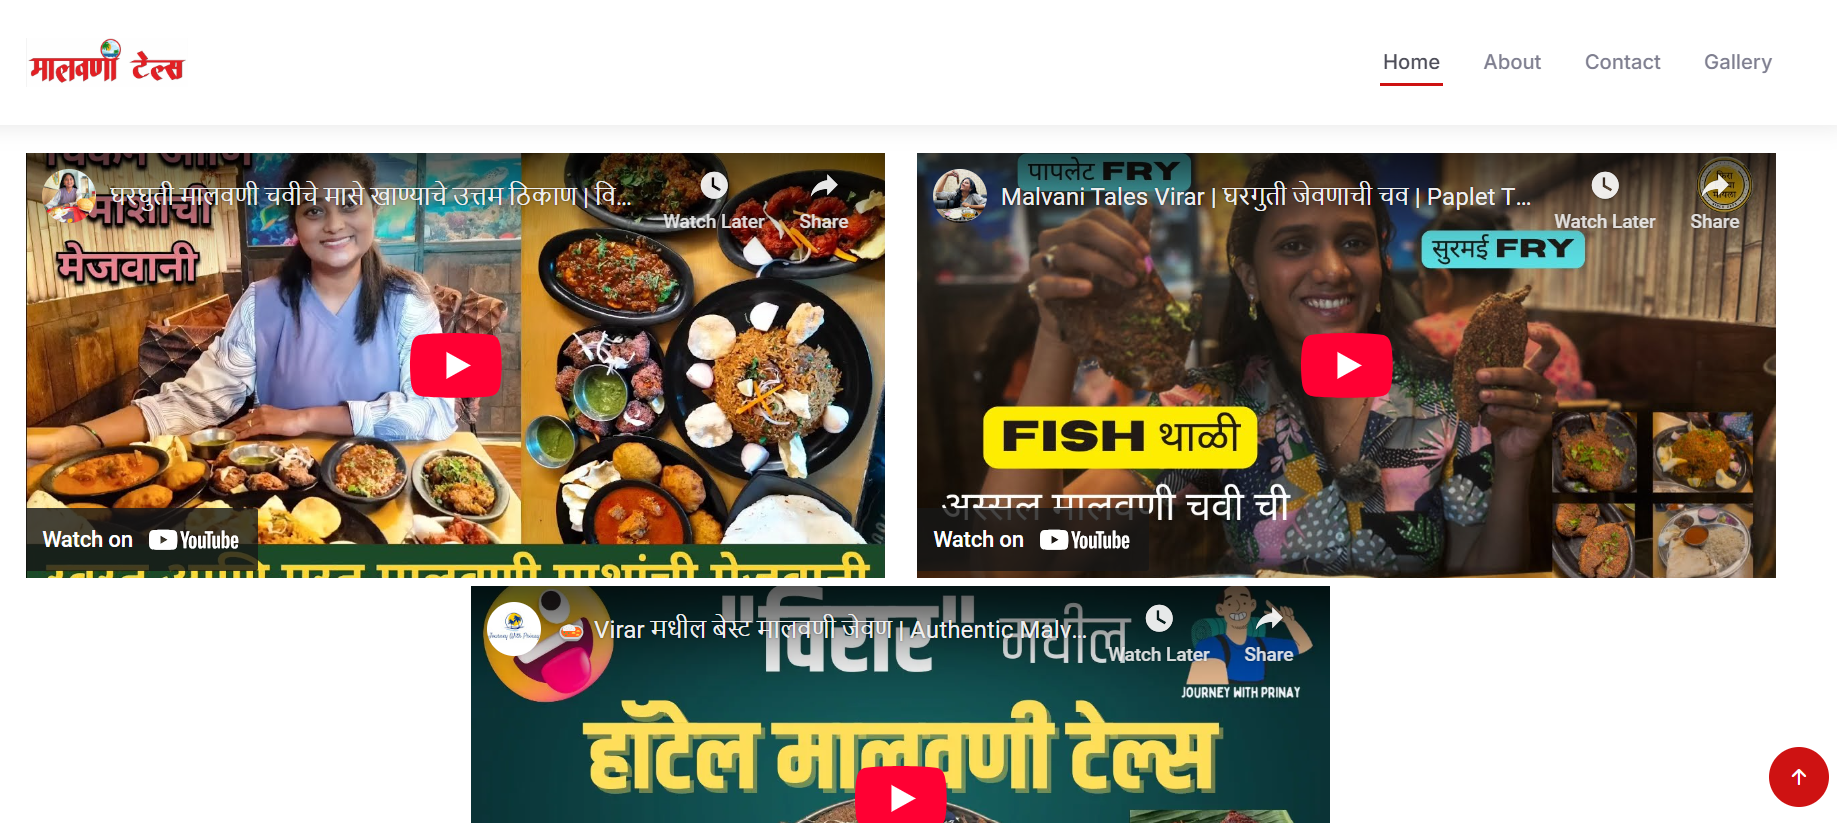 मालवणी टेल्स
Home About Contact Gallery
घरघुती मालवणी चवीचे मासे खाण्याचे उत्तम ठिकाण | वि...
Watch Later Share
माशांची
मेजवानी
Watch on YouTube
पापलेट FRY
Malvani Tales Virar | घरगुती जेवणाची चव | Paplet T...
Watch Later Share
सुरमई FRY
FISH थाळी
अस्सल मालवणी चवी ची
Watch on YouTube
Virar मधील बेस्ट मालवणी जेवण | Authentic Malv...
Watch Later Share
"विरार" मधील
JOURNEY WITH PRINAY
हॉटेल मालवणी टेल्स